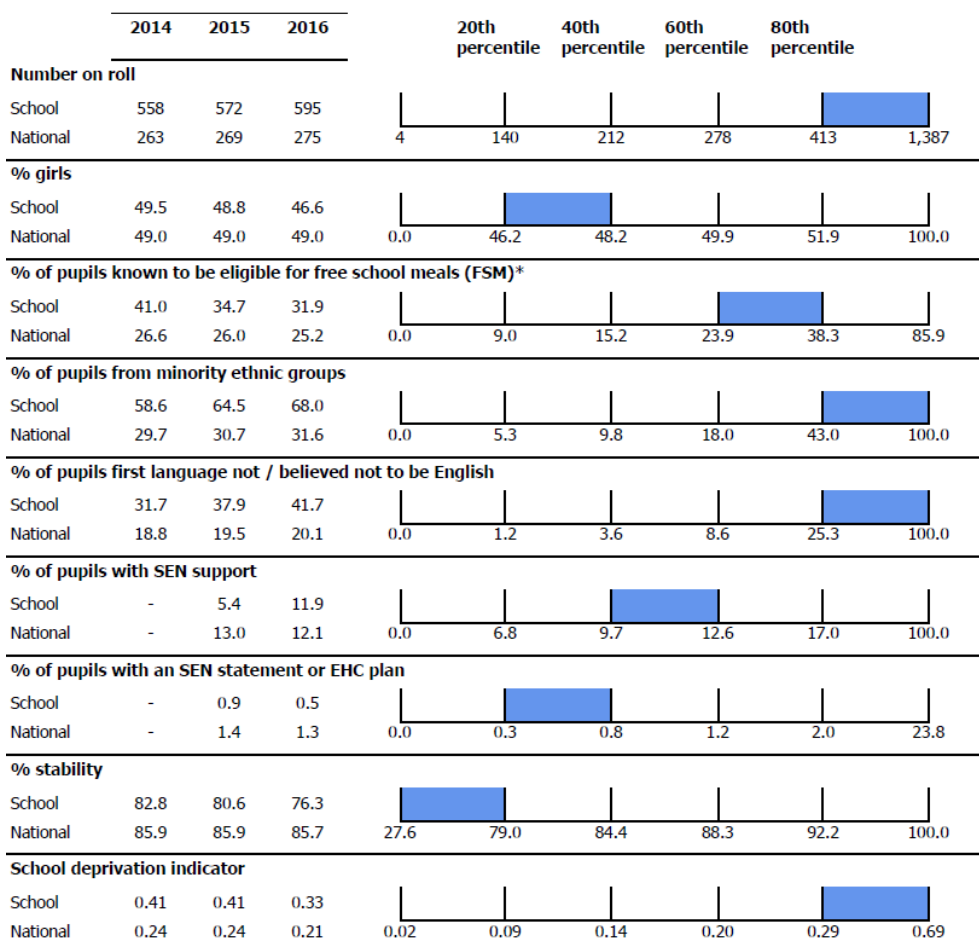 2014 2015 2016 20th percentile 40th percentile 60th percentile 80th percentile
Number on roll
School 558 572 595
National 263 269 275 4 140 212 278 413 1,387
% girls
School 49.5 48.8 46.6
National 49.0 49.0 49.0 0.0 46.2 48.2 49.9 51.9 100.0
% of pupils known to be eligible for free school meals (FSM)*
School 41.0 34.7 31.9
National 26.6 26.0 25.2 0.0 9.0 15.2 23.9 38.3 85.9
% of pupils from minority ethnic groups
School 58.6 64.5 68.0
National 29.7 30.7 31.6 0.0 5.3 9.8 18.0 43.0 100.0
% of pupils first language not / believed not to be English
School 31.7 37.9 41.7
National 18.8 19.5 20.1 0.0 1.2 3.6 8.6 25.3 100.0
% of pupils with SEN support
School - 5.4 11.9
National - 13.0 12.1 0.0 6.8 9.7 12.6 17.0 100.0
% of pupils with an SEN statement or EHC plan
School - 0.9 0.5
National - 1.4 1.3 0.0 0.3 0.8 1.2 2.0 23.8
% stability
School 82.8 80.6 76.3
National 85.9 85.9 85.7 27.6 79.0 84.4 88.3 92.2 100.0
School deprivation indicator
School 0.41 0.41 0.33
National 0.24 0.24 0.21 0.02 0.09 0.14 0.20 0.29 0.69